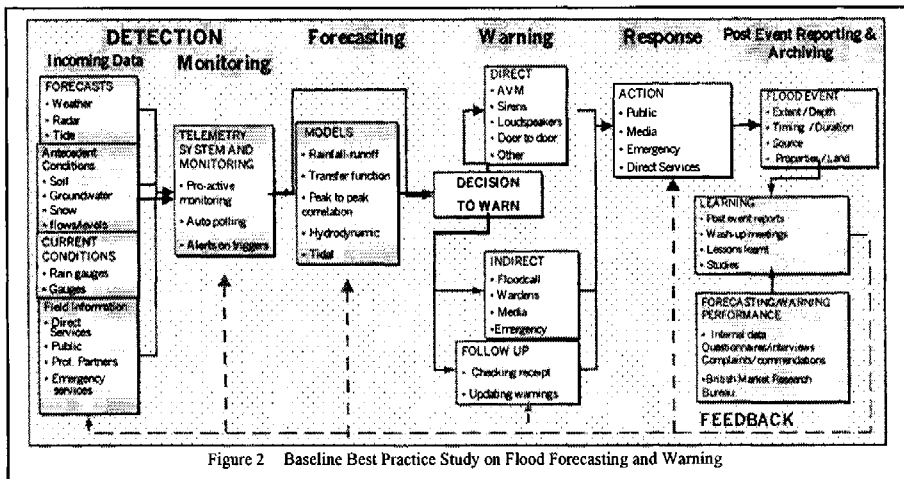 DETECTION
Forecasting
Warning
Response
Post Event Reporting &
Archiving
Incoming Data
Monitoring
FORECASTS
• Weather
• Radar
• Tide
Antecedent
Conditions
• Soil
• Groundwater
• Snow
• flows/levels
CURRENT
CONDITIONS
• Rain gauges
• Gauges
Field Information
• Direct
Services
• Public
• Prof. Partners
• Emergency
services
TELEMETRY
SYSTEM AND
MONITORING
• Pro-active
monitoring
• Auto polling
• Alerts on triggers
MODELS
• Rainfall-runoff
• Transfer function
• Peak to peak
correlation
• Hydrodynamic
• Tidal
DIRECT
• AVM
• Sirens
• Loudspeakers
• Door to door
• Other
DECISION
TO WARN
INDIRECT
• Floodcall
• Wardens
• Media
•Emergency
FOLLOW UP
• Checking receipt
• Updating warnings
ACTION
• Public
• Media
• Emergency
• Direct Services
FLOOD EVENT
• Extent / Depth
• Timing / Duration
• Source
• Properties / Land
LEARNING
• Post event reports
• Wash-up meetings
• Lessons learnt
• Studies
FORECASTING/WARNING
PERFORMANCE
• Internal data
Questionnaires/interviews
Complaints/commendations
•British Market Research
Bureau
FEEDBACK
Figure 2 Baseline Best Practice Study on Flood Forecasting and Warning